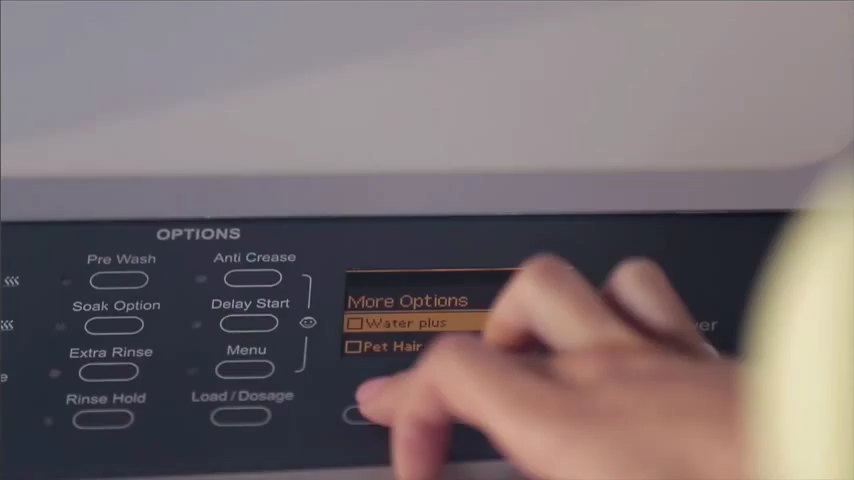 OPTIONS
Pre Wash
Anti Crease
Soak Option
Delay Start
Extra Rinse
Menu
Rinse Hold
Load / Dosage
More Options
Water plus
Pet Hair